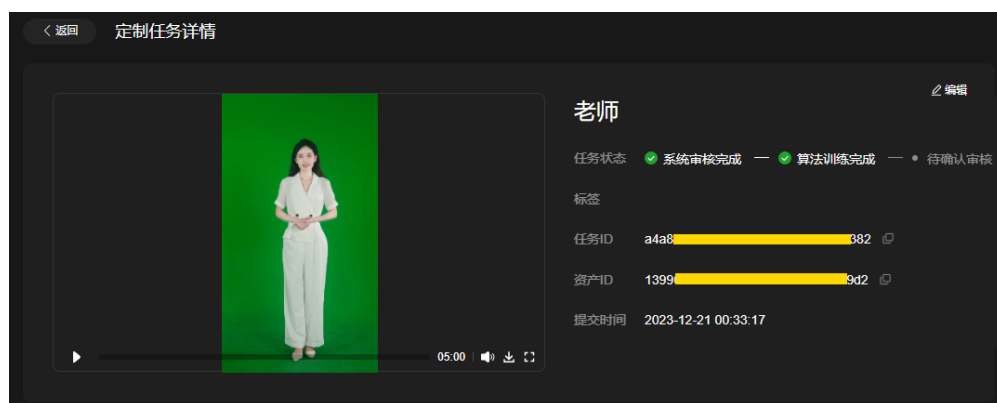 返回
定制任务详情
编辑
老师
任务状态 系统审核完成 算法训练完成 待确认审核
标签
任务ID a4a8 382
资产ID 1399 9d2
提交时间 2023-12-21 00:33:17
05:00